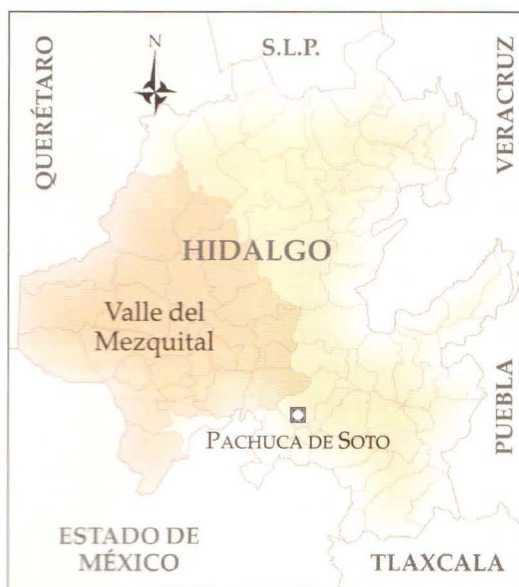 N
S.L.P.
QUERÉTARO
VERACRUZ
HIDALGO
Valle del
Mezquital
PUEBLA
PACHUCA DE SOTO
ESTADO DE
MÉXICO
TLAXCALA